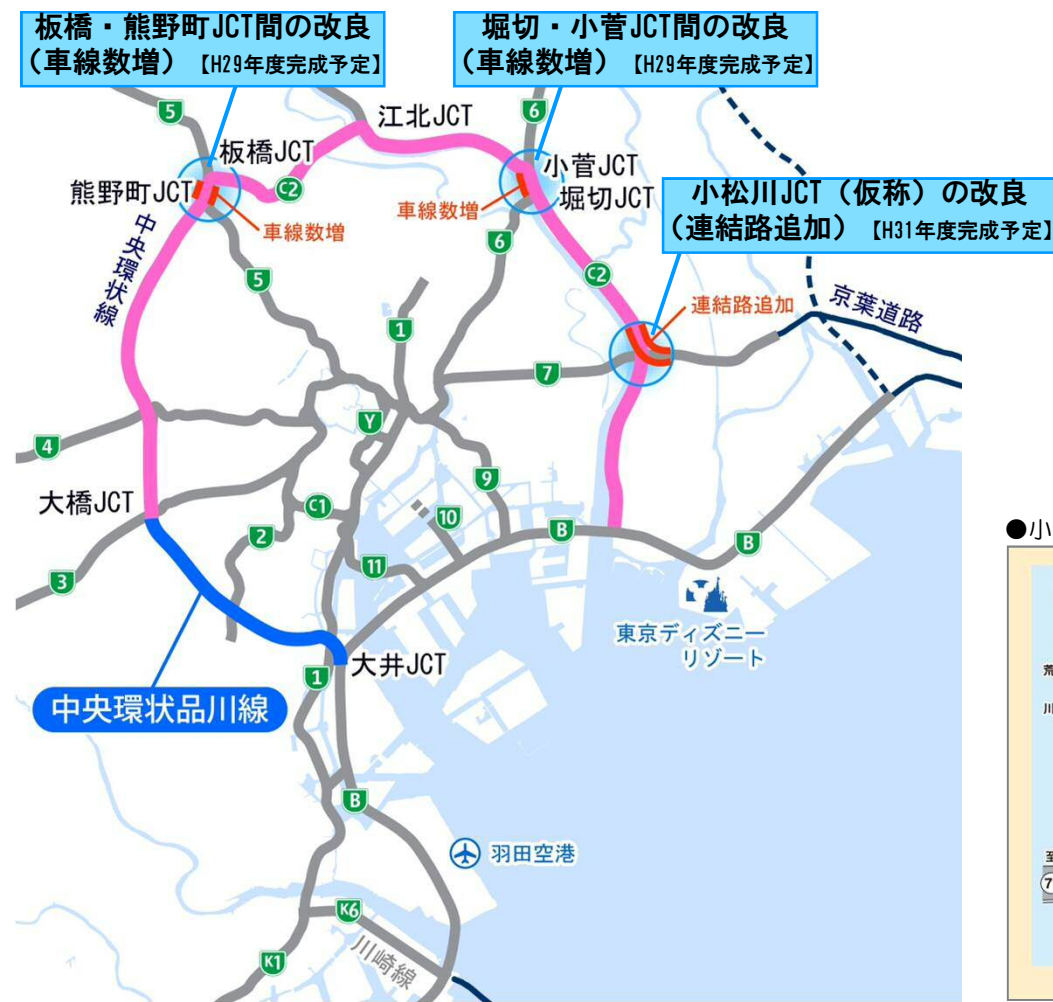 板橋・熊野町JCT間の改良
（車線数増）【H29年度完成予定】
堀切・小菅JCT間の改良
（車線数増）【H29年度完成予定】
小松川JCT（仮称）の改良
（連結路追加）【H31年度完成予定】
5
6
江北JCT
板橋JCT
小菅JCT
熊野町JCT
C2
堀切JCT
車線数増
車線数増
6
中央環状線
5
C2
連結路追加
京葉道路
1
7
Y
4
9
大橋JCT
C1
10
B
2
B
11
3
東京ディズニー
リゾート
大井JCT
1
中央環状品川線
B
羽田空港
K6
川崎線
K1
●小
荒
川
至
7